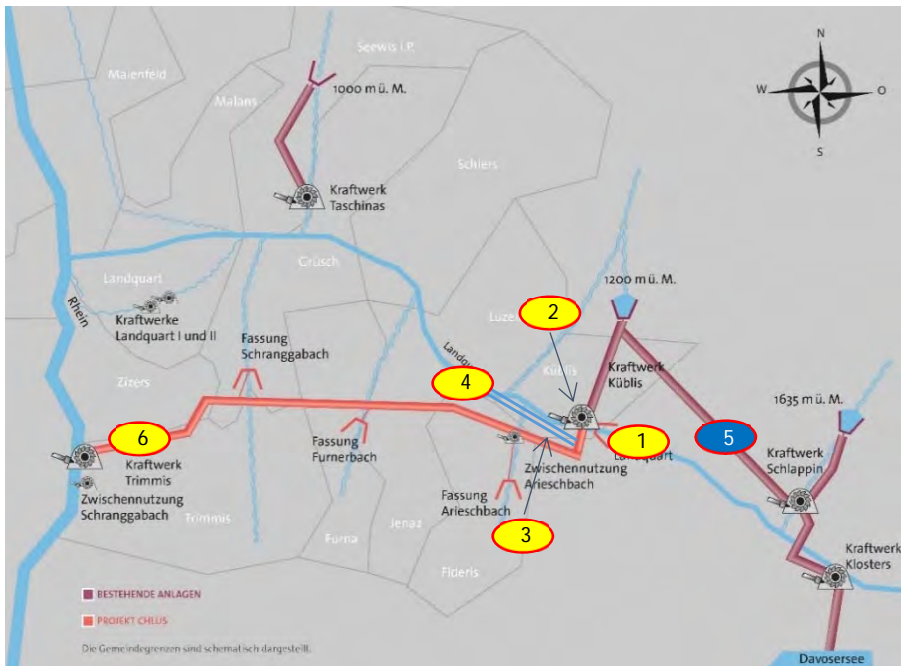 N
W
O
S
Seewis i.P.
Maienfeld
1000 m ü. M.
Malans
Schiers
Kraftwerk
Taschinas
Grüsch
Landquart
1200 m ü. M.
Rhein
Kraftwerke
Landquart I und II
2
Fassung
Schranggabach
Küblis
Kraftwerk
Küblis
4
1635 m ü. M.
Zizers
6
1
5
Fassung
Furnerbach
Kraftwerk
Trimmis
Zwischennutzung
Arieschbach
Kraftwerk
Schlappin
Zwischennutzung
Schranggabach
Fassung
Arieschbach
Trimmis
Furna
Jenaz
3
Fideris
Kraftwerk
Klosters
BESTEHENDE ANLAGEN
PROJEKT CHLUS
Die Gemeindegrenzen sind schematisch dargestellt.
Davosersee